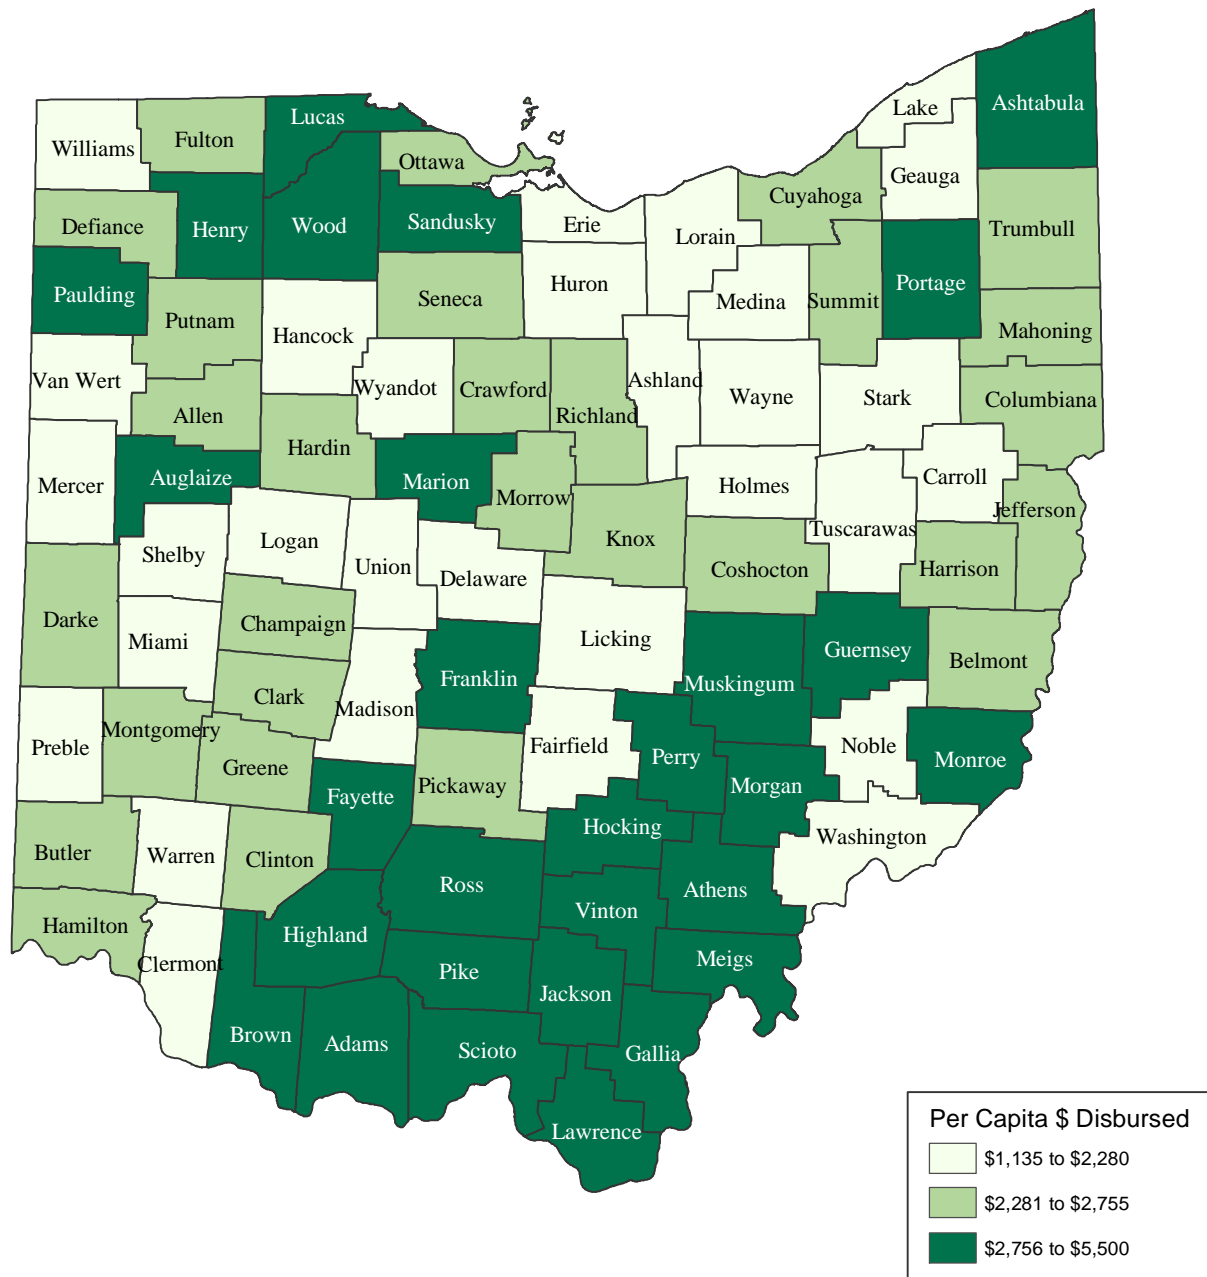 Ashtabula
Lake
Lucas
Fulton
Williams
Ottawa
Geauga
Cuyahoga
Defiance
Henry
Wood
Sandusky
Erie
Lorain
Trumbull
Paulding
Seneca
Huron
Medina
Summit
Portage
Putnam
Hancock
Mahoning
Van Wert
Wyandot
Crawford
Ashland
Wayne
Stark
Columbiana
Allen
Richland
Hardin
Mercer
Auglaize
Marion
Morrow
Holmes
Carroll
Jefferson
Tuscarawas
Knox
Logan
Shelby
Union
Delaware
Coshocton
Harrison
Darke
Champaign
Miami
Licking
Guernsey
Belmont
Franklin
Muskingum
Clark
Madison
Montgomery
Preble
Fairfield
Noble
Perry
Monroe
Greene
Pickaway
Morgan
Fayette
Hocking
Washington
Butler
Warren
Clinton
Ross
Athens
Vinton
Hamilton
Highland
Clermont
Pike
Meigs
Jackson
Brown
Adams
Scioto
Gallia
Lawrence
Per Capita $ Disbursed
$1,135 to $2,280
$2,281 to $2,755
$2,756 to $5,500